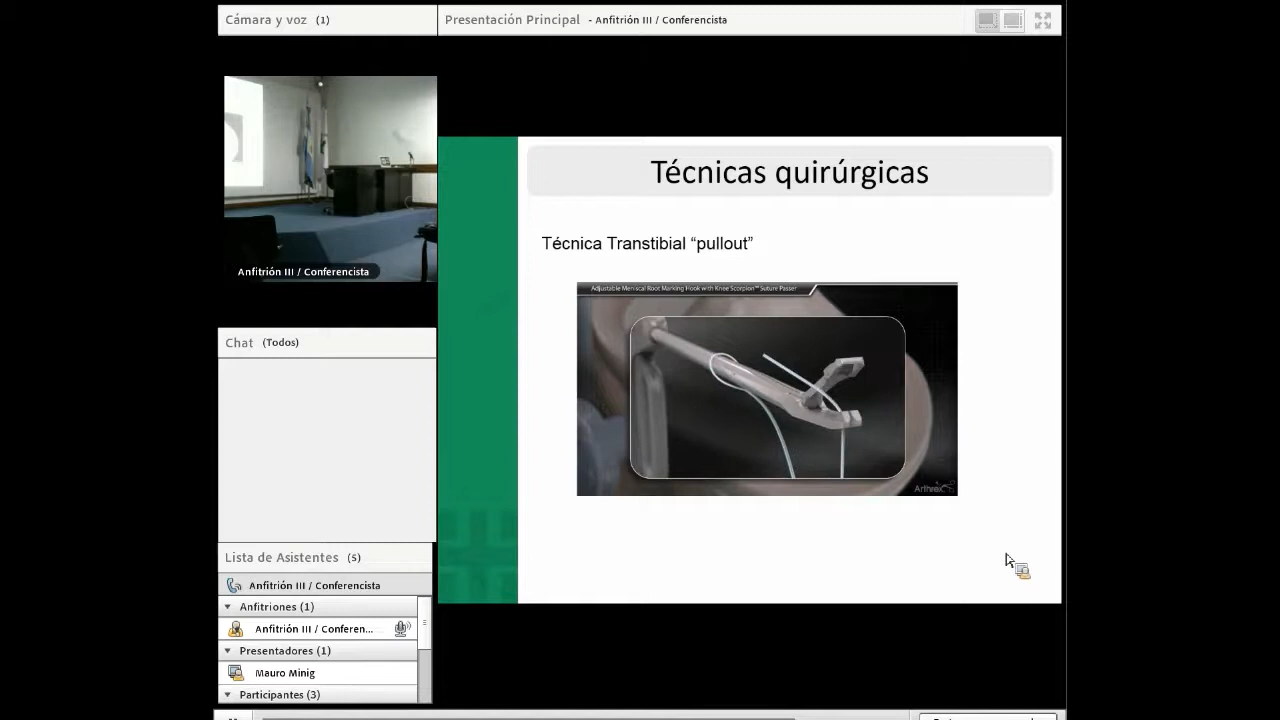 Cámara y voz (1)
Presentación Principal - Anfitrión III / Conferencista
Anfitrión III / Conferencista
Técnicas quirúrgicas
Técnica Transtibial “pullout”
Adjustable Meniscal Root Marking Hook with Knee Scorpion™ Suture Passer
Arthrex
Chat (Todos)
Lista de Asistentes (5)
Anfitrión III / Conferencista
Anfitriones (1)
Anfitrión III / Conferen...
Presentadores (1)
Mauro Minig
Participantes (3)